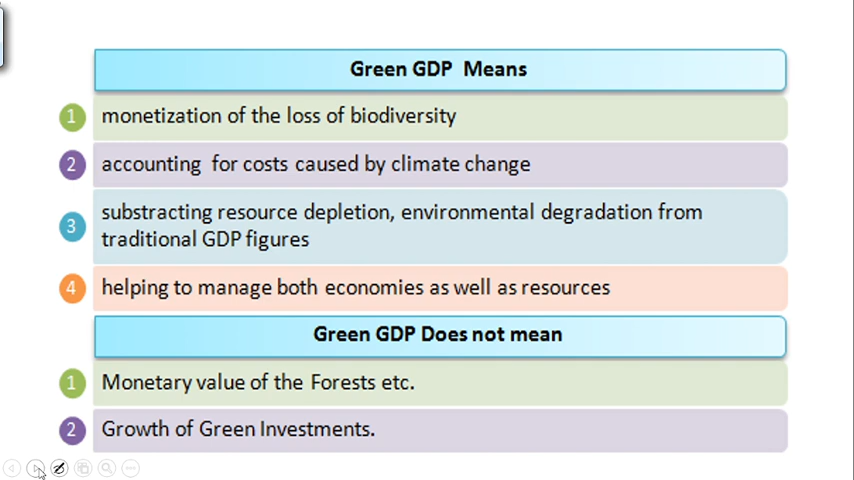 Green GDP Means
1 monetization of the loss of biodiversity
2 accounting for costs caused by climate change
3 substracting resource depletion, environmental degradation from
traditional GDP figures
4 helping to manage both economies as well as resources
Green GDP Does not mean
1 Monetary value of the Forests etc.
2 Growth of Green Investments.